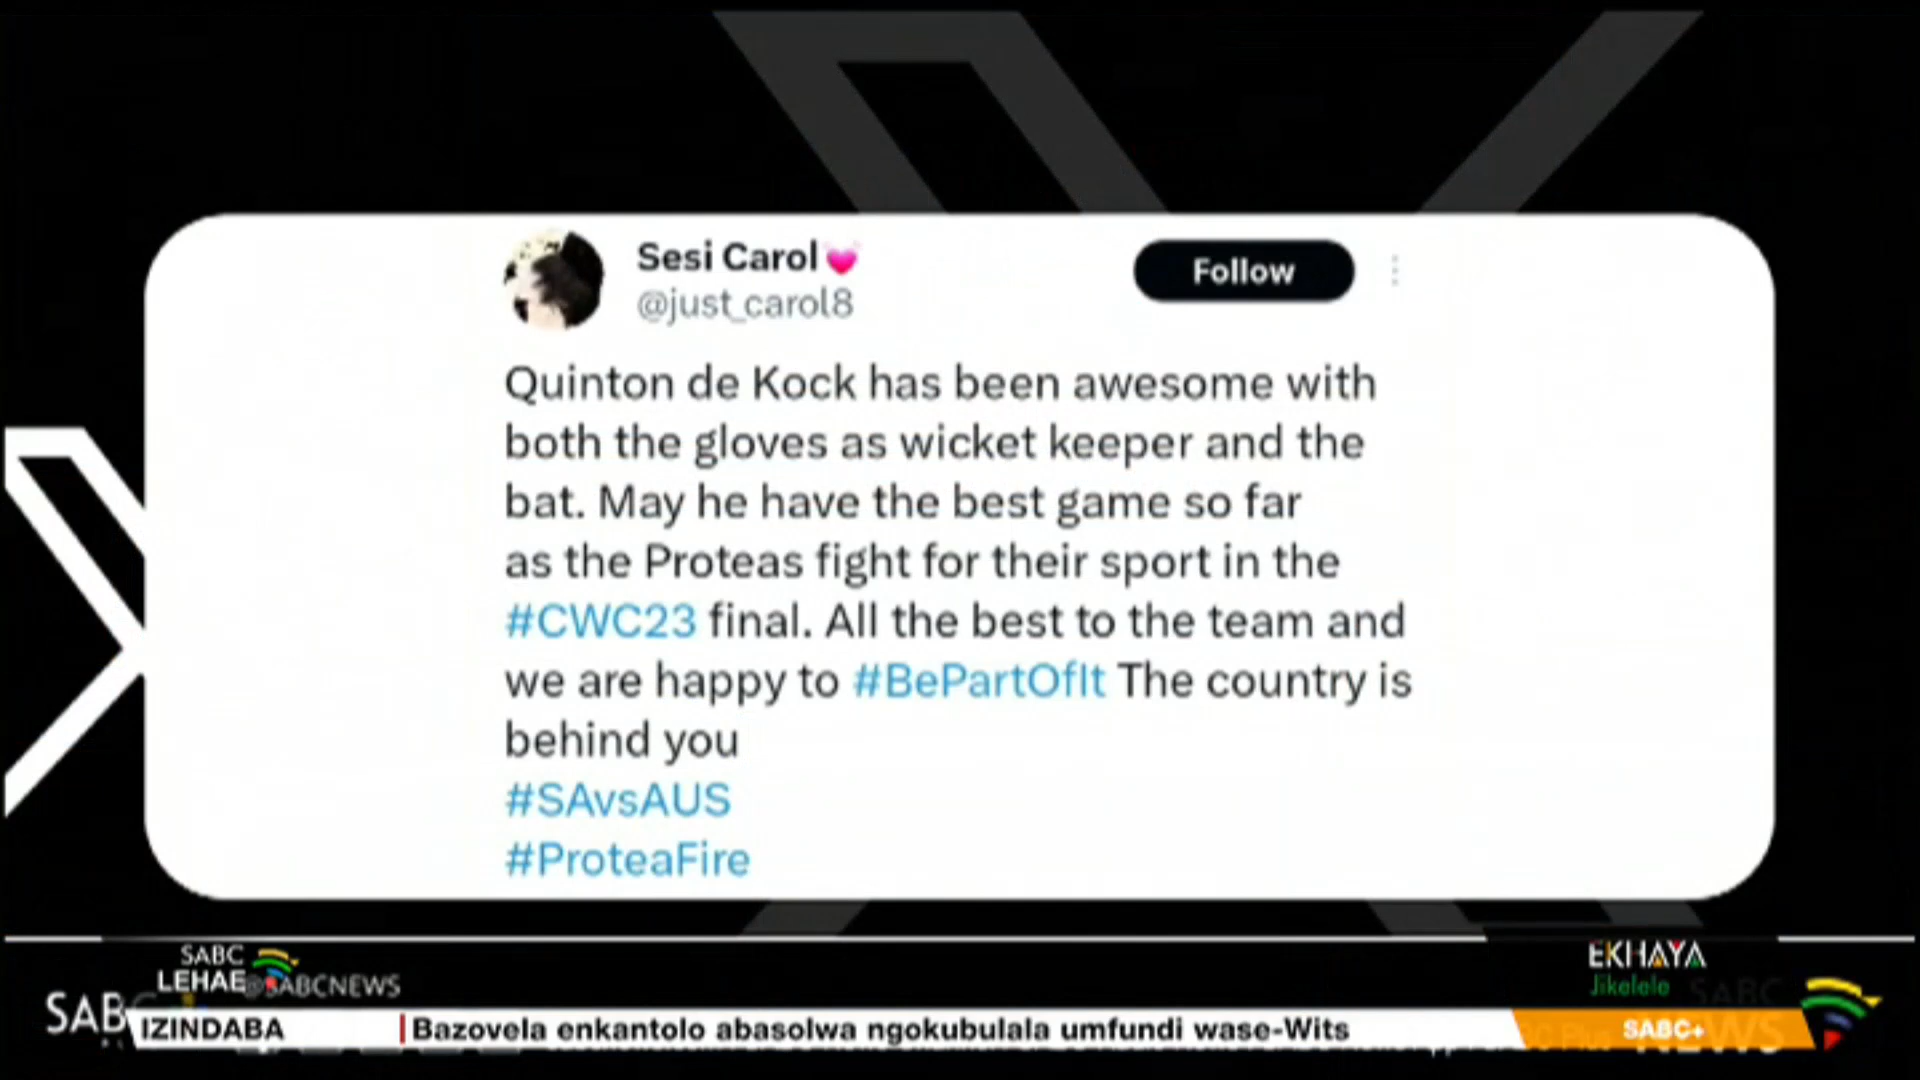 Sesi Carol
@just_carol8
Follow
Quinton de Kock has been awesome with
both the gloves as wicket keeper and the
bat. May he have the best game so far
as the Proteas fight for their sport in the
#CWC23 final. All the best to the team and
we are happy to #BePartOfIt The country is
behind you
#SAvsAUS
#ProteaFire
SABC
LEHAE
@SABCNEWS
EKHAYA
Jikelele
SABC
NEWS
IZINDABA
Bazovela enkantolo abasolwa ngokubulala umfundi wase-Wits
SABC+